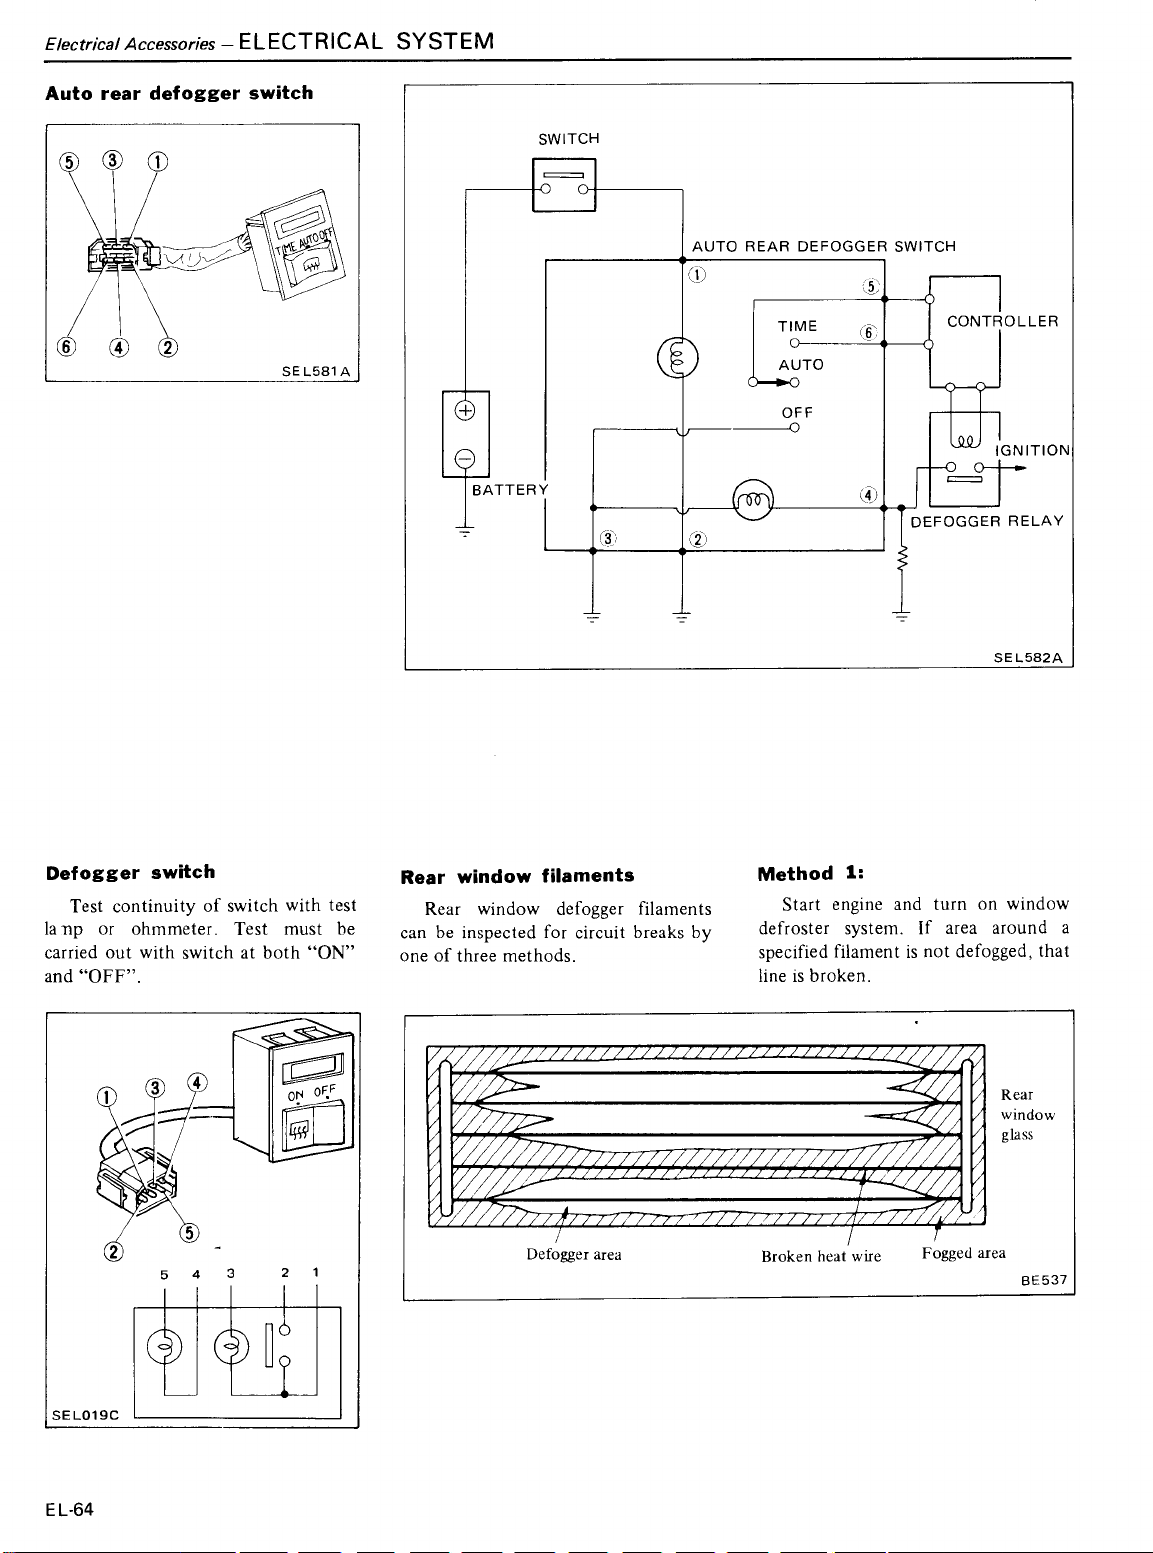 Electrical Accessories – ELECTRICAL SYSTEM
Auto rear defogger switch
5 3 1
TIME AUTO OFF
6 4 2
SEL581A
SWITCH
AUTO REAR DEFOGGER SWITCH
1
5
TIME
6
CONTROLLER
AUTO
+
OFF
IGNITION
−
BATTERY
4
DEFOGGER RELAY
3 2
SEL582A
Defogger switch
Test continuity of switch with test
lanp or ohmmeter. Test must be
carried out with switch at both “ON”
and “OFF”.
Rear window filaments
Rear window defogger filaments
can be inspected for circuit breaks by
one of three methods.
Method 1:
Start engine and turn on window
defroster system. If area around a
specified filament is not defogged, that
line is broken.
1 3 4
ON OFF
2 5
5 4 3 2 1
SEL019C
Rear
window
glass
Defogger area
Broken heat wire
Fogged area
BE537
EL-64